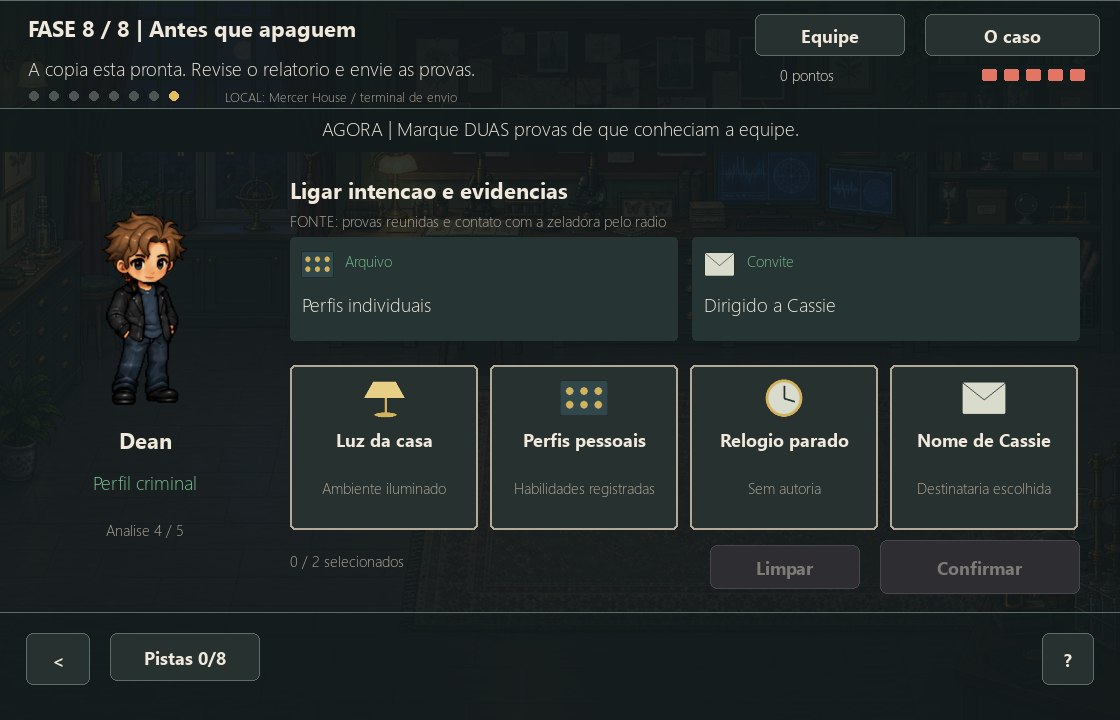 FASE 8 / 8 | Antes que apaguem
Equipe
O caso
A copia esta pronta. Revise o relatorio e envie as provas.
0 pontos
LOCAL: Mercer House / terminal de envio
AGORA | Marque DUAS provas de que conheciam a equipe.
Ligar intencao e evidencias
FONTE: provas reunidas e contato com a zeladora pelo radio
Arquivo
Perfis individuais
Convite
Dirigido a Cassie
Dean
Perfil criminal
Analise 4 / 5
Luz da casa
Ambiente iluminado
Perfis pessoais
Habilidades registradas
Relogio parado
Sem autoria
Nome de Cassie
Destinataria escolhida
0 / 2 selecionados
Limpar
Confirmar
<
Pistas 0/8
?